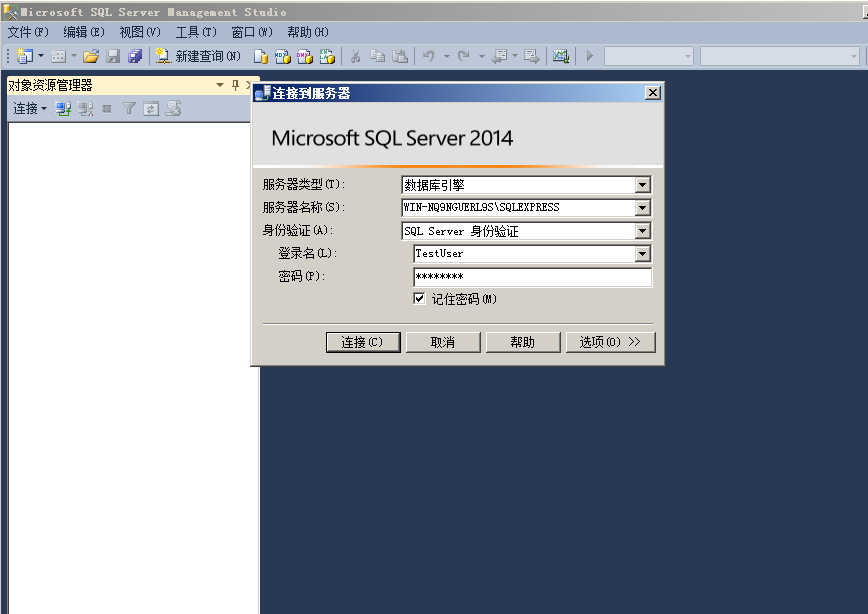 Microsoft SQL Server Management Studio
文件(F) 编辑(E) 视图(V) 工具(T) 窗口(W) 帮助(H)
新建查询(N)
对象资源管理器
连接
连接到服务器
Microsoft SQL Server 2014
服务器类型(T): 数据库引擎
服务器名称(S): WIN-NQ9NGUERL9S\SQLEXPRESS
身份验证(A): SQL Server 身份验证
登录名(L): TestUser
密码(P): ********
记住密码(M)
连接(C) 取消 帮助 选项(O) >>